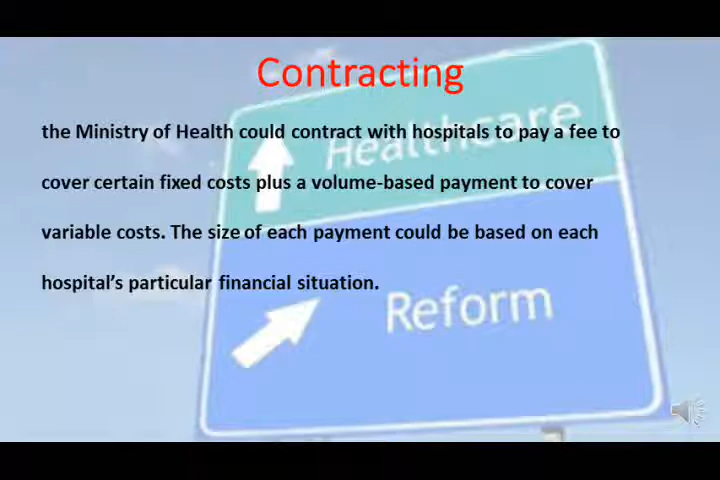 Contracting
the Ministry of Health could contract with hospitals to pay a fee to
cover certain fixed costs plus a volume-based payment to cover
variable costs. The size of each payment could be based on each
hospital's particular financial situation.
Healthcare
Reform